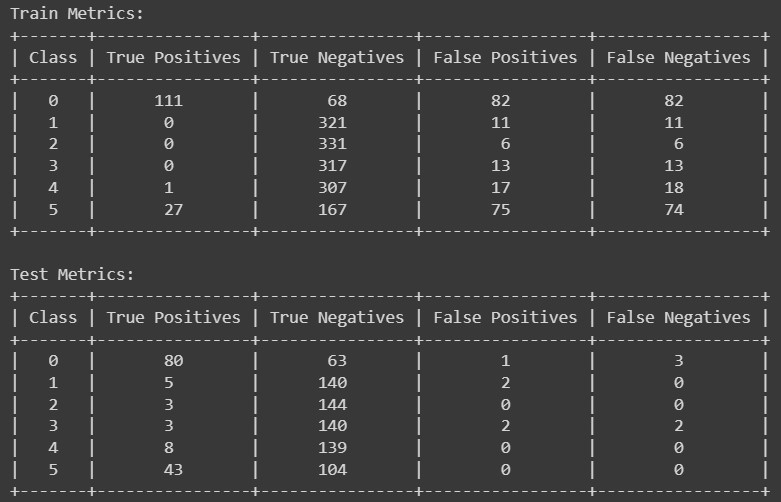 Train Metrics:
+-------+----------------+----------------+-----------------+-----------------+
| Class | True Positives | True Negatives | False Positives | False Negatives |
+-------+----------------+----------------+-----------------+-----------------+
|   0   |      111       |       68       |       82        |       82        |
|   1   |       0        |      321       |       11        |       11        |
|   2   |       0        |      331       |        6        |        6        |
|   3   |       0        |      317       |       13        |       13        |
|   4   |       1        |      307       |       17        |       18        |
|   5   |       27       |      167       |       75        |       74        |
+-------+----------------+----------------+-----------------+-----------------+
Test Metrics:
+-------+----------------+----------------+-----------------+-----------------+
| Class | True Positives | True Negatives | False Positives | False Negatives |
+-------+----------------+----------------+-----------------+-----------------+
|   0   |       80       |       63       |        1        |        3        |
|   1   |       5        |      140       |        2        |        0        |
|   2   |       3        |      144       |        0        |        0        |
|   3   |       3        |      140       |        2        |        2        |
|   4   |       8        |      139       |        0        |        0        |
|   5   |       43       |      104       |        0        |        0        |
+-------+----------------+----------------+-----------------+-----------------+